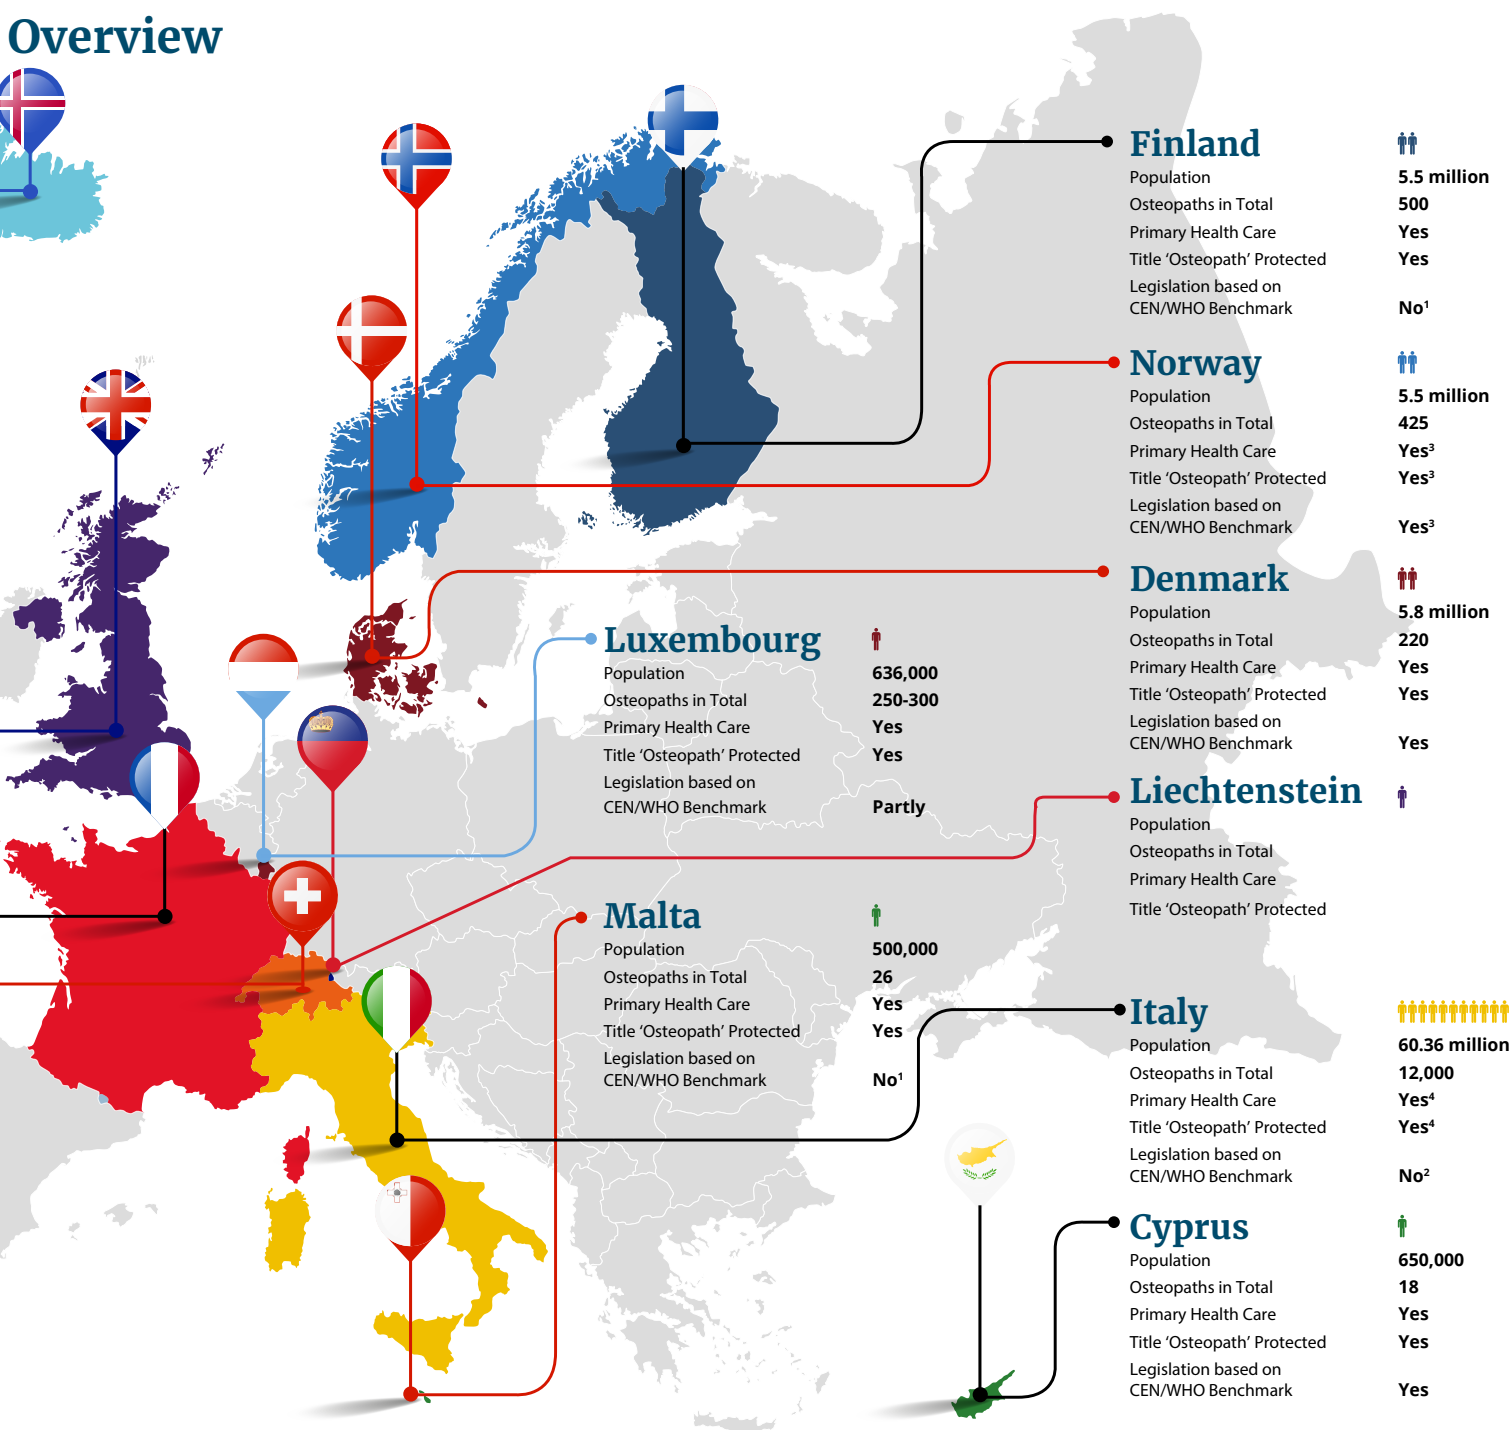 Overview
Finland
Population 5.5 million
Osteopaths in Total 500
Primary Health Care Yes
Title ‘Osteopath’ Protected Yes
Legislation based on
CEN/WHO Benchmark No¹
Norway
Population 5.5 million
Osteopaths in Total 425
Primary Health Care Yes³
Title ‘Osteopath’ Protected Yes³
Legislation based on
CEN/WHO Benchmark Yes³
Denmark
Population 5.8 million
Osteopaths in Total 220
Primary Health Care Yes
Title ‘Osteopath’ Protected Yes
Legislation based on
CEN/WHO Benchmark Yes
Luxembourg
Population 636,000
Osteopaths in Total 250-300
Primary Health Care Yes
Title ‘Osteopath’ Protected Yes
Legislation based on
CEN/WHO Benchmark Partly
Liechtenstein
Population
Osteopaths in Total
Primary Health Care
Title ‘Osteopath’ Protected
Malta
Population 500,000
Osteopaths in Total 26
Primary Health Care Yes
Title ‘Osteopath’ Protected Yes
Legislation based on
CEN/WHO Benchmark No¹
Italy
Population 60.36 million
Osteopaths in Total 12,000
Primary Health Care Yes⁴
Title ‘Osteopath’ Protected Yes⁴
Legislation based on
CEN/WHO Benchmark No²
Cyprus
Population 650,000
Osteopaths in Total 18
Primary Health Care Yes
Title ‘Osteopath’ Protected Yes
Legislation based on
CEN/WHO Benchmark Yes